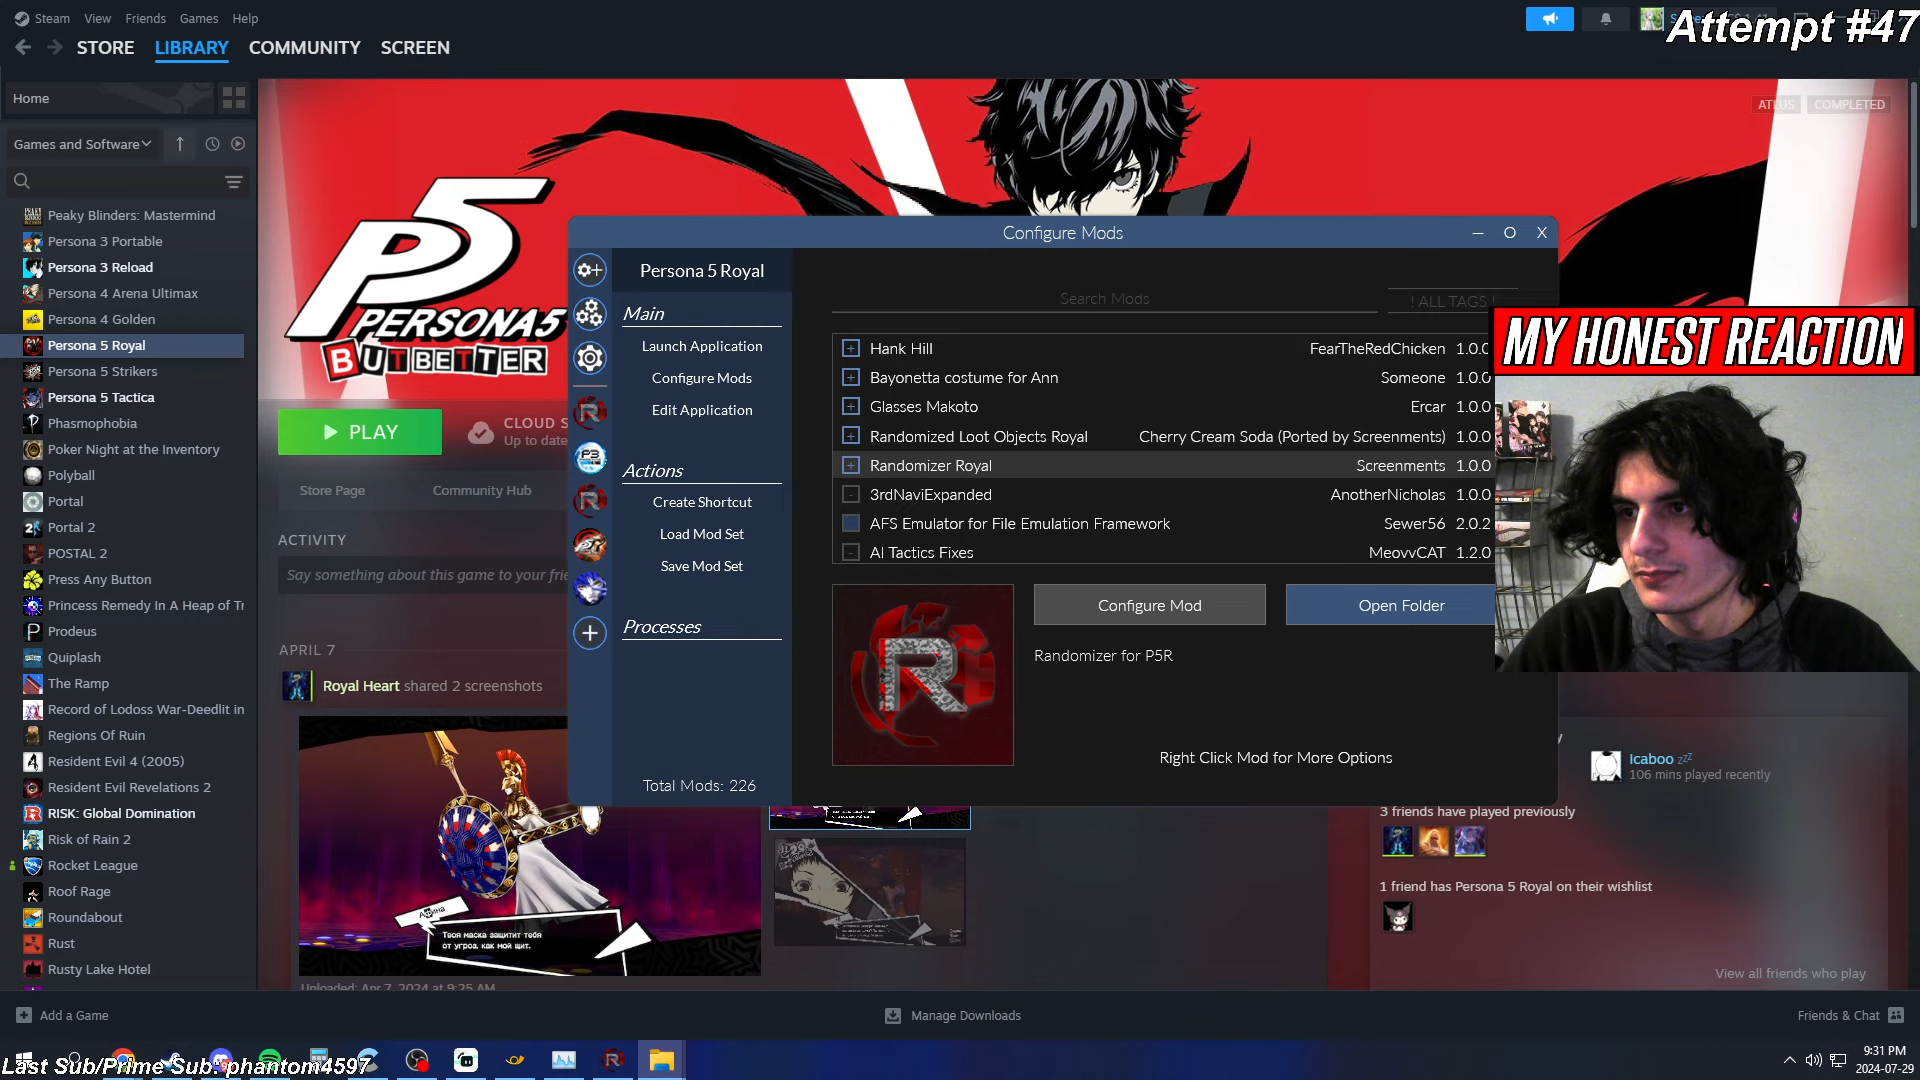 Steam View Friends Games Help
Attempt #47
STORE LIBRARY COMMUNITY SCREEN
Home
ATLUS COMPLETED
Games and Software
Peaky Blinders: Mastermind
Persona 3 Portable
Persona 3 Reload
Persona 4 Arena Ultimax
Persona 4 Golden
Persona 5 Royal
Persona 5 Strikers
Persona 5 Tactica
Phasmophobia
Poker Night at the Inventory
Polyball
Portal
Portal 2
POSTAL 2
Press Any Button
Princess Remedy In A Heap of Tr
Prodeus
Quiplash
The Ramp
Record of Lodoss War-Deedlit in
Regions Of Ruin
Resident Evil 4 (2005)
Resident Evil Revelations 2
RISK: Global Domination
Risk of Rain 2
Rocket League
Roof Rage
Roundabout
Rust
Rusty Lake Hotel
P5
PERSONA5
BUTBETTER
PLAY
CLOUD S
Up to date
Store Page Community Hub
ACTIVITY
Say something about this game to your frie
APRIL 7
Royal Heart shared 2 screenshots
Афина
Твоя маска защитит тебя
от угроз, как мой щит.
Uploaded: Apr 7, 2024 at 9:25 AM
Configure Mods
Persona 5 Royal
Main
Launch Application
Configure Mods
Edit Application
Actions
Create Shortcut
Load Mod Set
Save Mod Set
Processes
Total Mods: 226
P3
Search Mods
! ALL TAGS !
Hank Hill FearTheRedChicken 1.0.0
Bayonetta costume for Ann Someone 1.0.0
Glasses Makoto Ercar 1.0.0
Randomized Loot Objects Royal Cherry Cream Soda (Ported by Screenments) 1.0.0
Randomizer Royal Screenments 1.0.0
3rdNaviExpanded AnotherNicholas 1.0.0
AFS Emulator for File Emulation Framework Sewer56 2.0.2
AI Tactics Fixes MeovvCAT 1.2.0
R
Configure Mod Open Folder
Randomizer for P5R
Right Click Mod for More Options
MY HONEST REACTION
Icaboo zzz
106 mins played recently
3 friends have played previously
1 friend has Persona 5 Royal on their wishlist
View all friends who play
Add a Game Manage Downloads Friends & Chat
Last Sub/Prime Sub: phantom4597
9:31 PM
2024-07-29